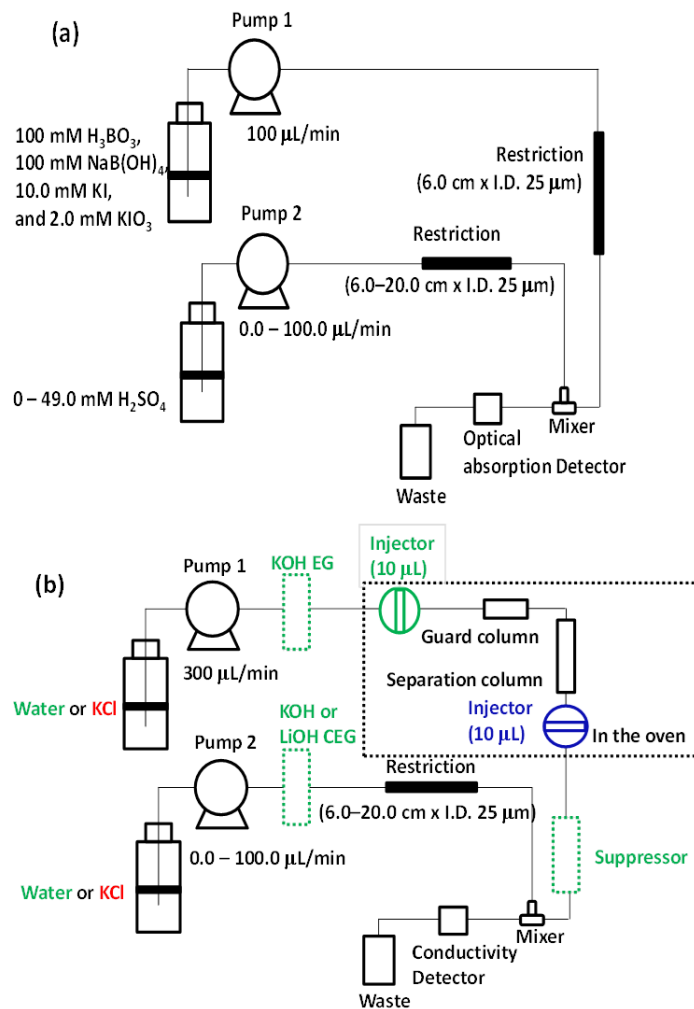 (a)
Pump 1
100 μL/min
100 mM H₃BO₃,
100 mM NaB(OH)₄,
10.0 mM KI,
and 2.0 mM KIO₃
Restriction
(6.0 cm x I.D. 25 μm)
Pump 2
0.0 – 100.0 μL/min
Restriction
(6.0–20.0 cm x I.D. 25 μm)
0 – 49.0 mM H₂SO₄
Mixer
Optical
absorption Detector
Waste
(b)
Pump 1
300 μL/min
KOH EG
Injector
(10 μL)
Guard column
Separation column
Injector
(10 μL)
In the oven
Water or KCl
Pump 2
0.0 – 100.0 μL/min
KOH or
LiOH CEG
Restriction
(6.0–20.0 cm x I.D. 25 μm)
Suppressor
Water or KCl
Mixer
Conductivity
Detector
Waste